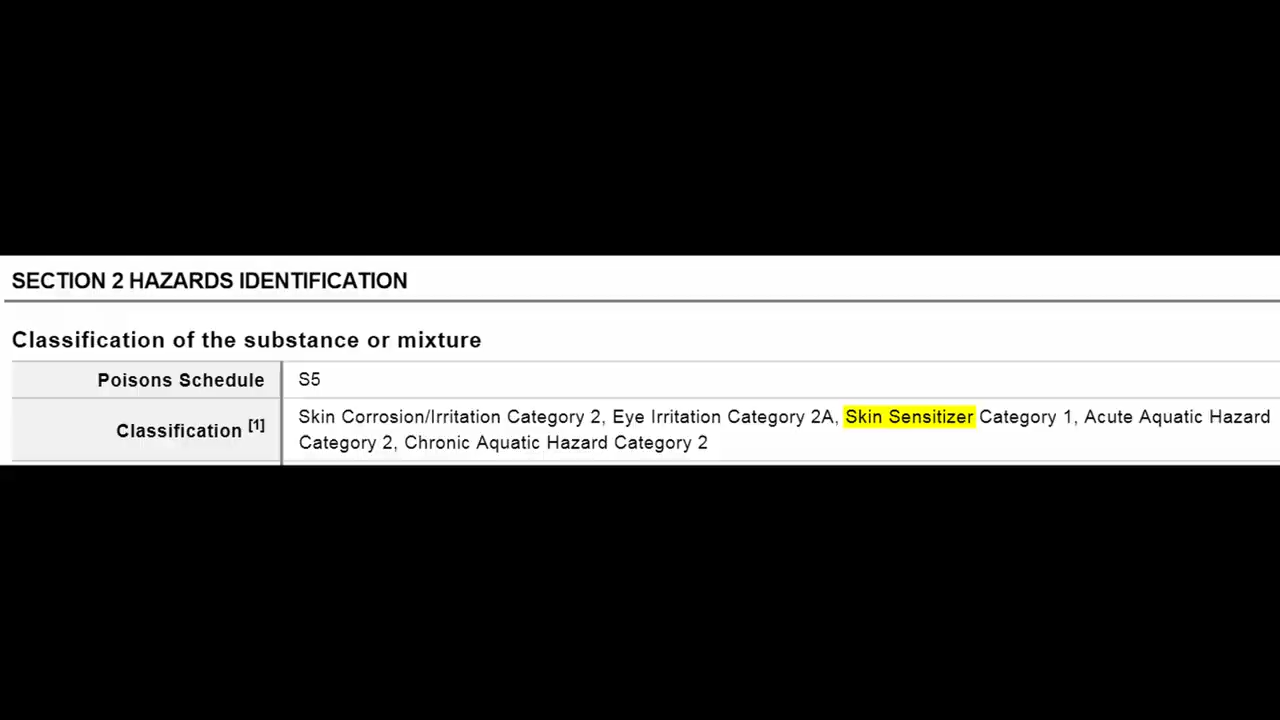 SECTION 2 HAZARDS IDENTIFICATION
Classification of the substance or mixture
Poisons Schedule S5
Classification [1] Skin Corrosion/Irritation Category 2, Eye Irritation Category 2A, Skin Sensitizer Category 1, Acute Aquatic Hazard
Category 2, Chronic Aquatic Hazard Category 2